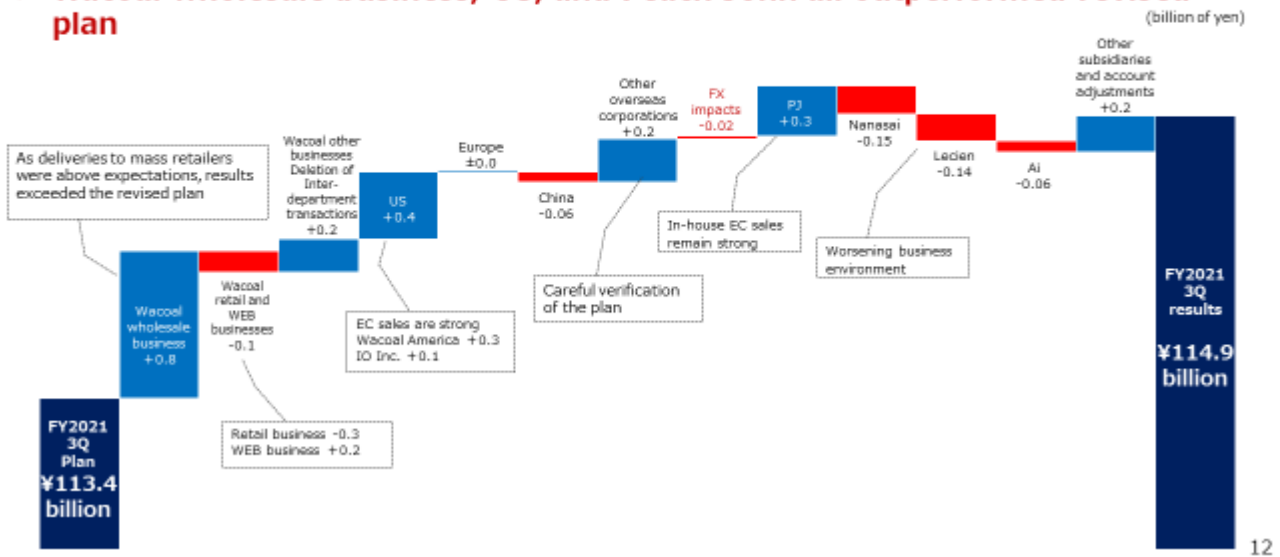 plan
(billion of yen)
As deliveries to mass retailers
were above expectations, results
exceeded the revised plan
Wacoal
wholesale
business
+0.8
Wacoal
retail and
WEB
businesses
-0.1
Retail business -0.3
WEB business +0.2
Wacoal other
businesses
Deletion of
Inter-
department
transactions
+0.2
US
+0.4
EC sales are strong
Wacoal America +0.3
IO Inc. +0.1
Europe
±0.0
China
-0.06
Other
overseas
corporations
+0.2
Careful verification
of the plan
FX
impacts
-0.02
PJ
+0.3
In-house EC sales
remain strong
Nanasai
-0.15
Worsening business
environment
Lecien
-0.14
Ai
-0.06
Other
subsidiaries
and account
adjustments
+0.2
FY2021
3Q
Plan
¥113.4
billion
FY2021
3Q
results
¥114.9
billion
12